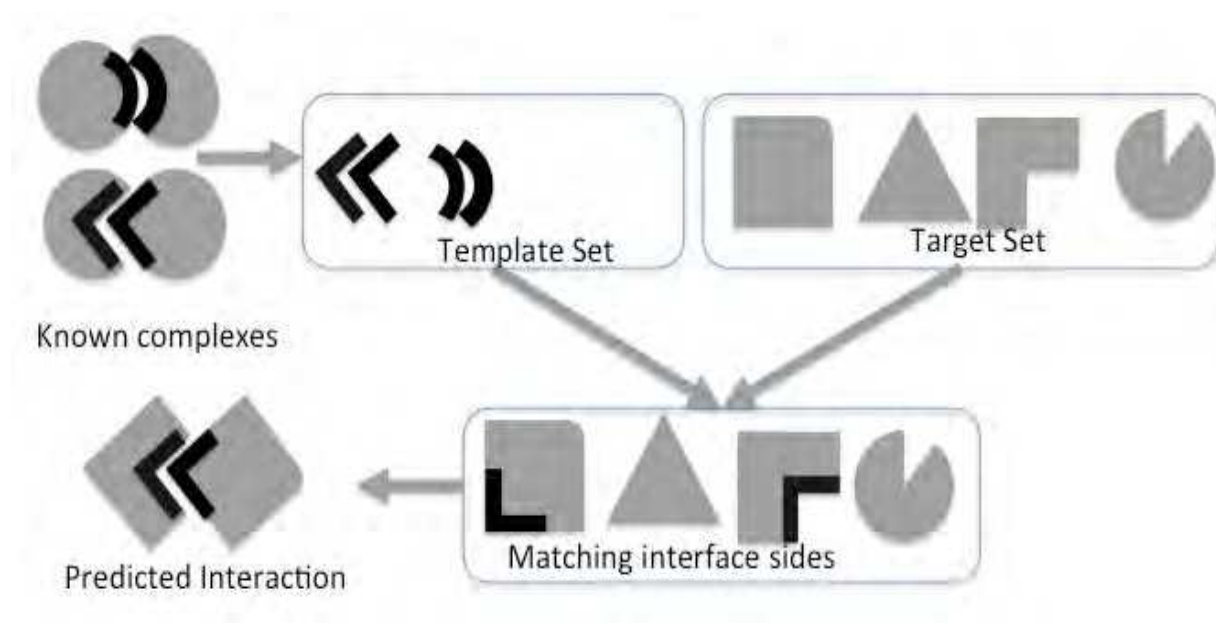 Template Set
Target Set
Known complexes
Matching interface sides
Predicted Interaction